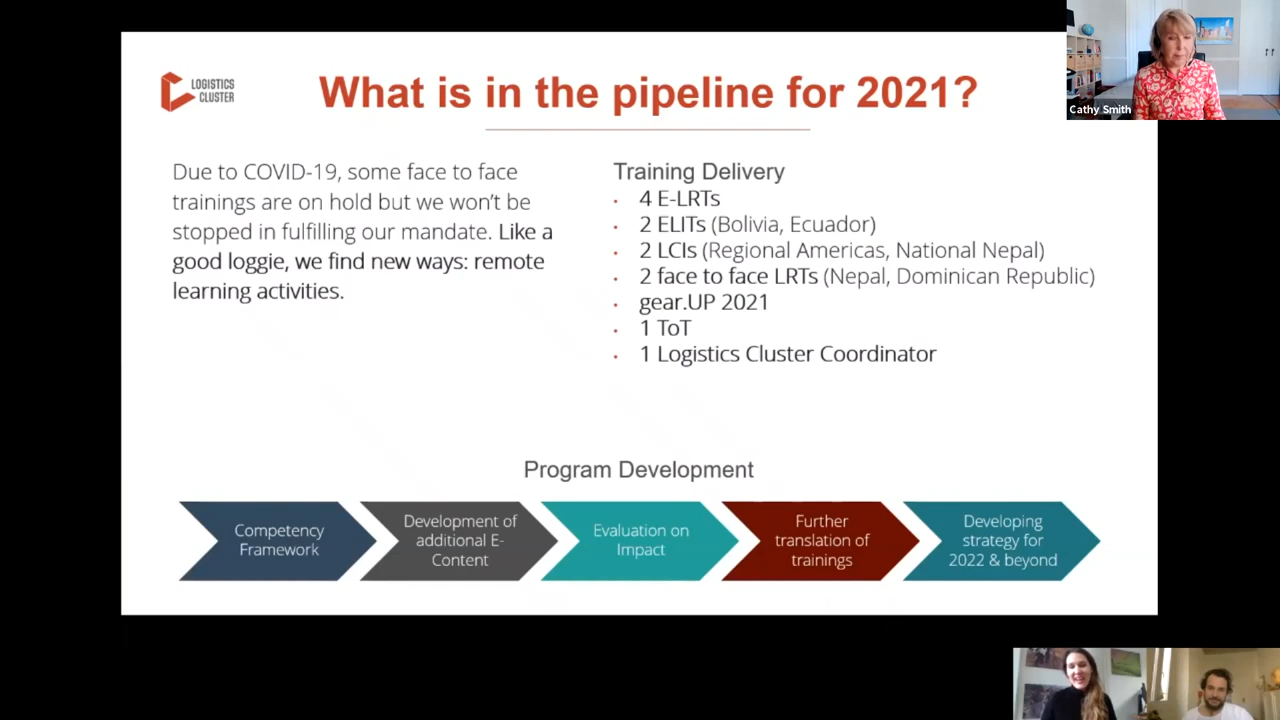 LOGISTICS
CLUSTER
What is in the pipeline for 2021?
Cathy Smith
Due to COVID-19, some face to face
trainings are on hold but we won't be
stopped in fulfilling our mandate. Like a
good loggie, we find new ways: remote
learning activities.
Training Delivery
• 4 E-LRTs
• 2 ELITs (Bolivia, Ecuador)
• 2 LCIs (Regional Americas, National Nepal)
• 2 face to face LRTs (Nepal, Dominican Republic)
• gear.UP 2021
• 1 ToT
• 1 Logistics Cluster Coordinator
Program Development
Competency
Framework
Development of
additional E-
Content
Evaluation on
Impact
Further
translation of
trainings
Developing
strategy for
2022 & beyond